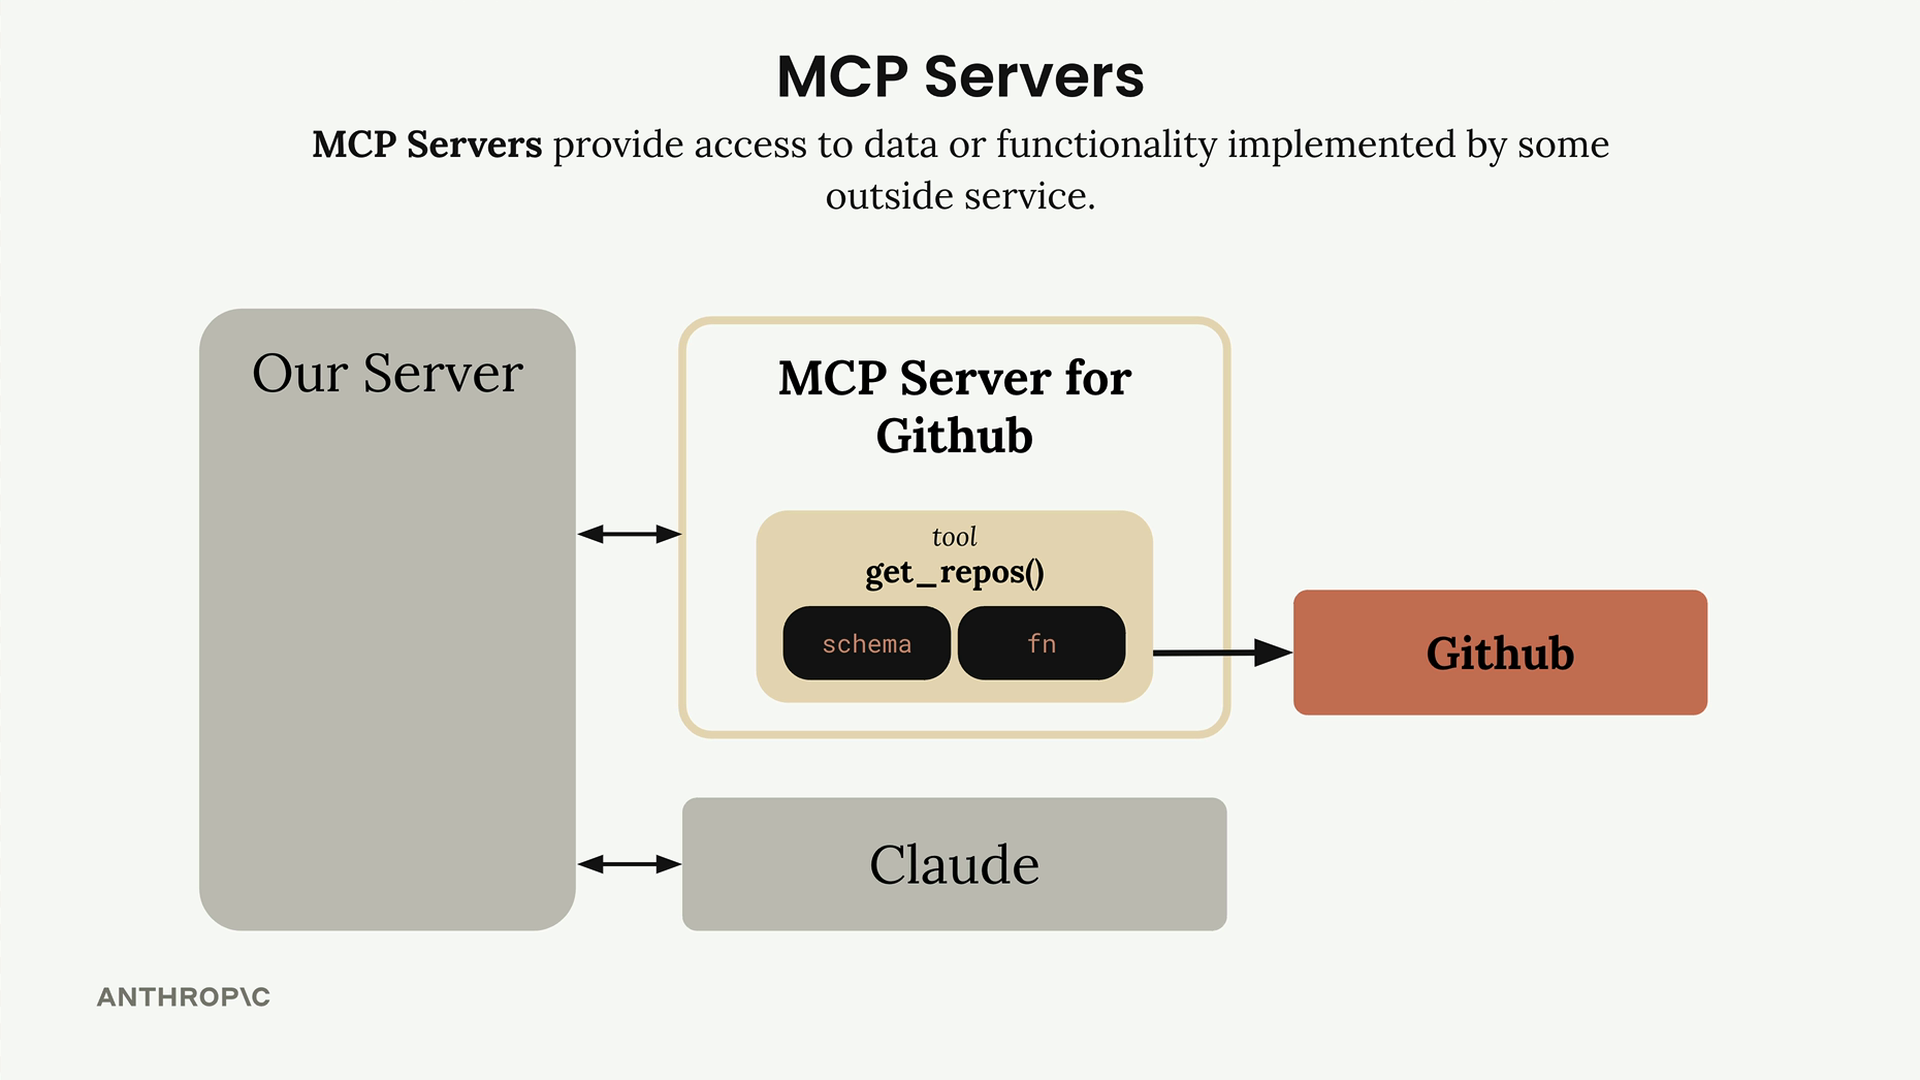 MCP Servers
MCP Servers provide access to data or functionality implemented by some
outside service.
Our Server
MCP Server for
Github
tool
get_repos()
schema
fn
Github
Claude
ANTHROP\C